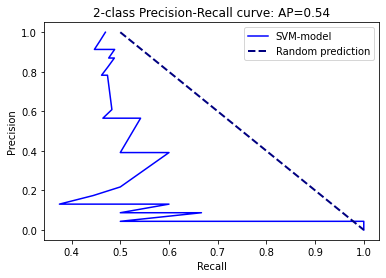 2-class Precision-Recall curve: AP=0.54
SVM-model
Random prediction
Precision
1.0
0.8
0.6
0.4
0.2
0.0
0.4 0.5 0.6 0.7 0.8 0.9 1.0
Recall